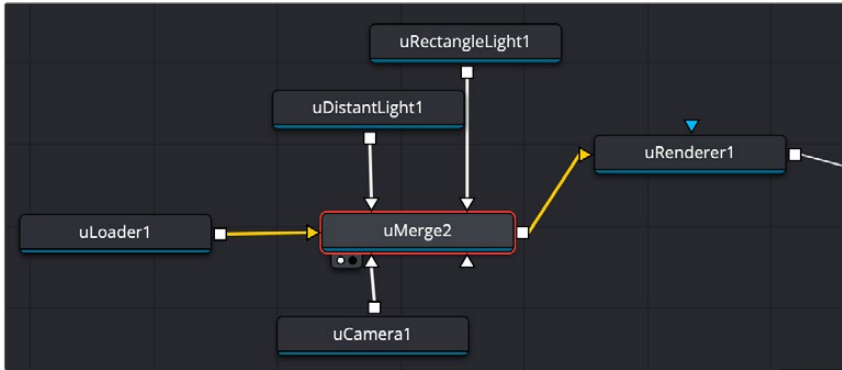 uRectangleLight1
uDistantLight1
uRenderer1
uLoader1
uMerge2
uCamera1